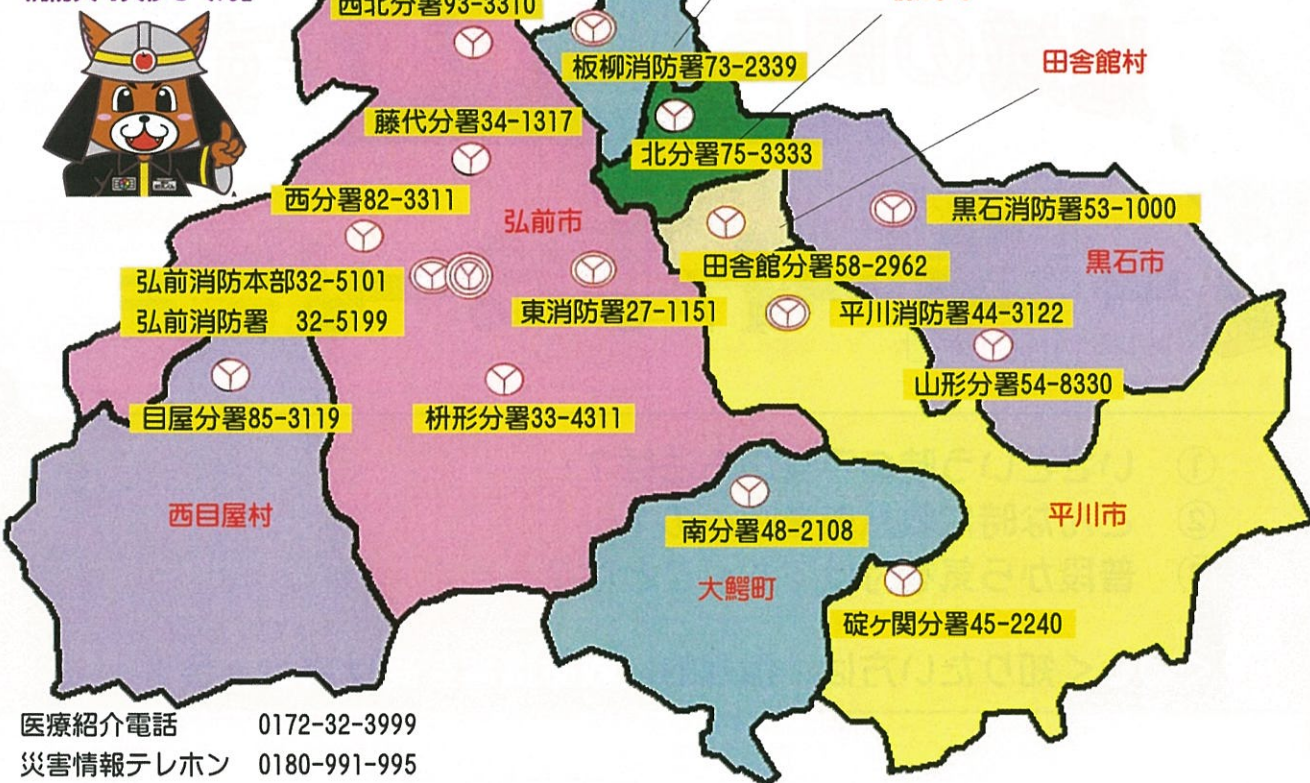 西北分署93-3310
板柳消防署73-2339
田舎館村
藤代分署34-1317
北分署75-3333
西分署82-3311
弘前市
黒石消防署53-1000
黒石市
弘前消防本部32-5101
弘前消防署 32-5199
東消防署27-1151
田舎館分署58-2962
平川消防署44-3122
山形分署54-8330
目屋分署85-3119
枡形分署33-4311
西目屋村
南分署48-2108
平川市
大鰐町
碇ヶ関分署45-2240
医療紹介電話 0172-32-3999
災害情報テレホン 0180-991-995